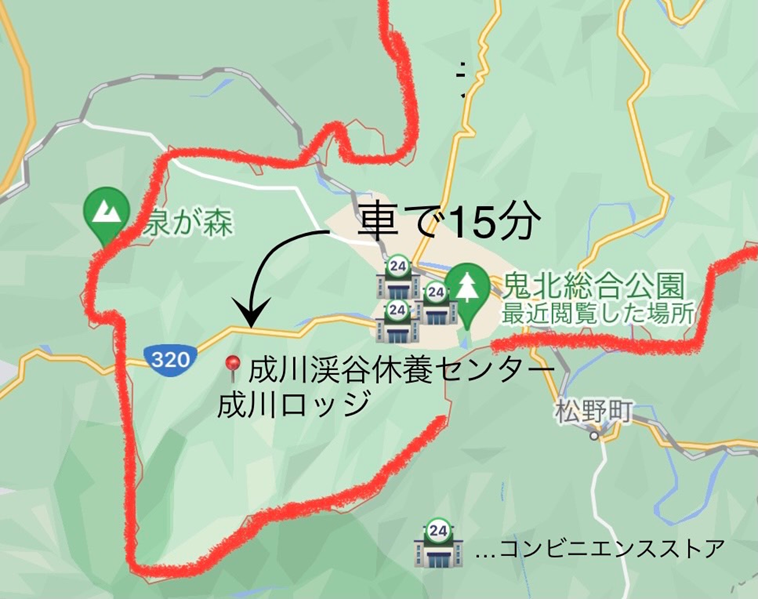 泉が森
車で15分
24
24
24
鬼北総合公園
最近閲覧した場所
320
成川渓谷休養センター
成川ロッジ
松野町
24
…コンビニエンスストア